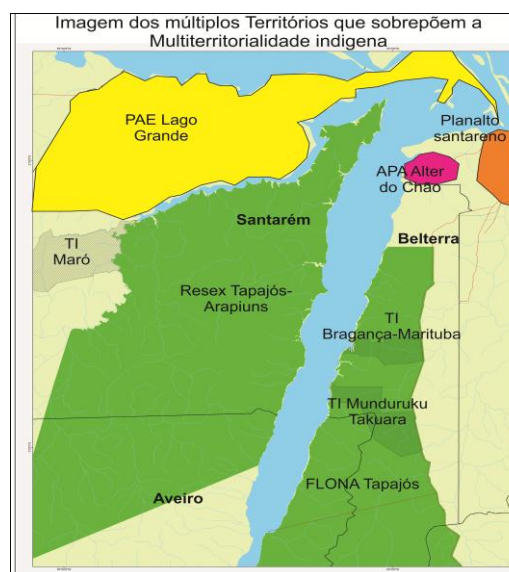 Imagem dos múltiplos Territórios que sobrepõem a
Multiterritorialidade indigena
PAE Lago
Grande
Planalto
santareno
APA Alter
do Chão
Santarém
Belterra
TI
Maró
Resex Tapajós-
Arapiuns
TI
Bragança-Marituba
TI Munduruku
Takuara
FLONA Tapajós
Aveiro